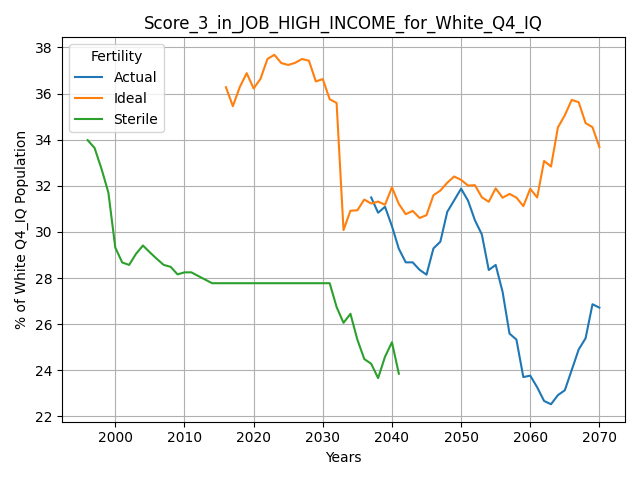 Score_3_in_JOB_HIGH_INCOME_for_White_Q4_IQ
Fertility
Actual
Ideal
Sterile
% of White Q4_IQ Population
38
36
34
32
30
28
26
24
22
2000
2010
2020
2030
2040
2050
2060
2070
Years